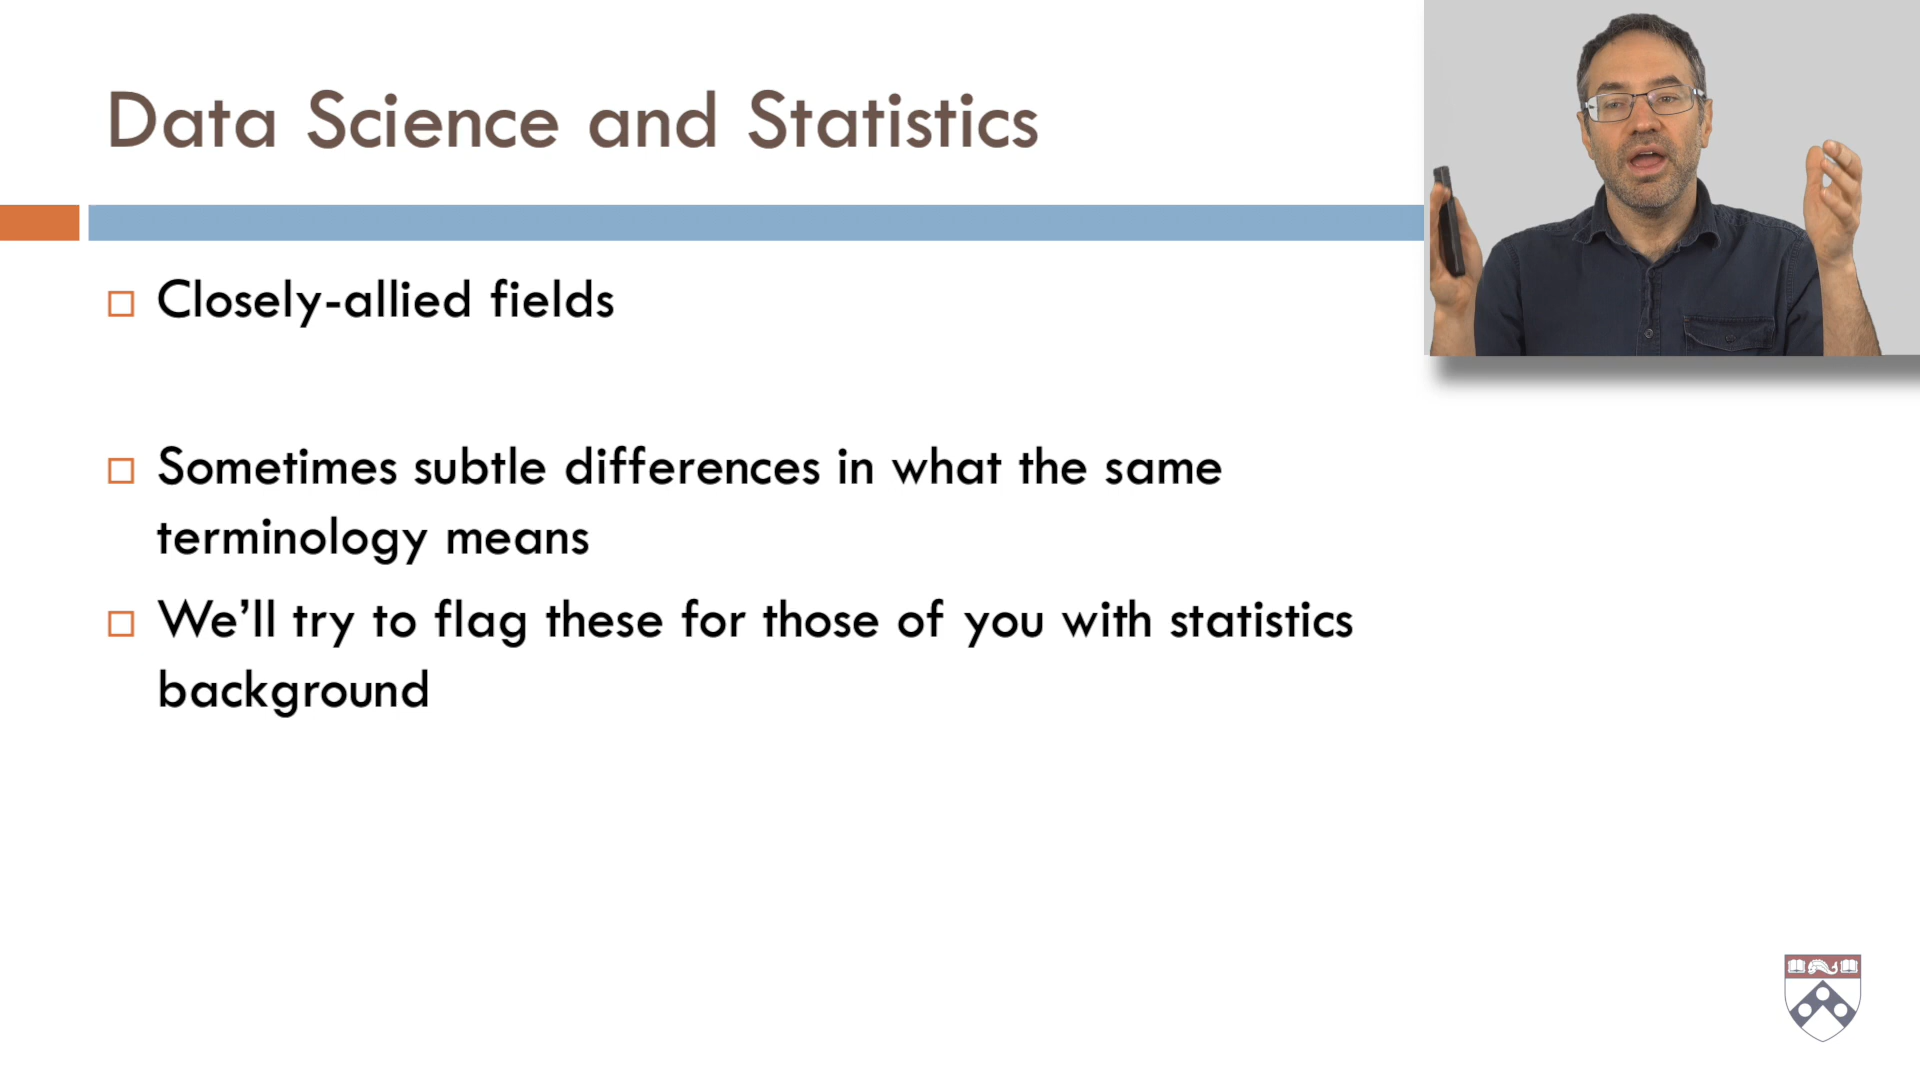 Data Science and Statistics
Closely-allied fields
Sometimes subtle differences in what the same
terminology means
We’ll try to flag these for those of you with statistics
background